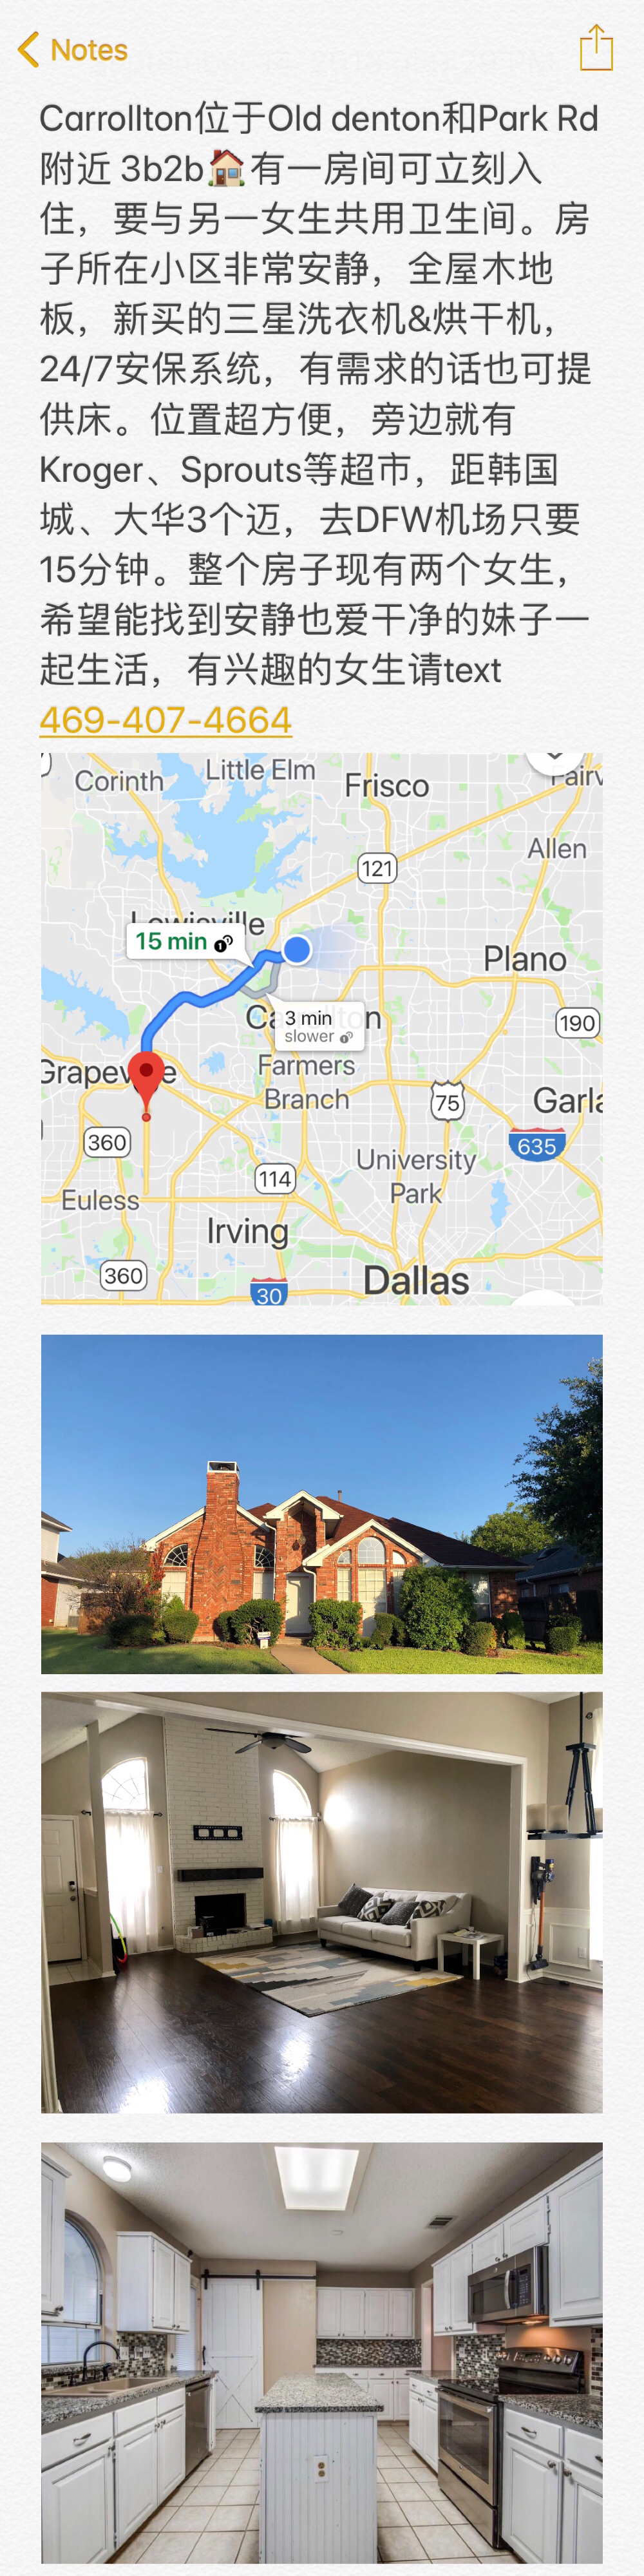 Notes
Carrollton位于Old denton和Park Rd
附近 3b2b🏠有一房间可立刻入
住，要与另一女生共用卫生间。房
子所在小区非常安静，全屋木地
板，新买的三星洗衣机&烘干机，
24/7安保系统，有需求的话也可提
供床。位置超方便，旁边就有
Kroger、Sprouts等超市，距韩国
城、大华3个迈，去DFW机场只要
15分钟。整个房子现有两个女生，
希望能找到安静也爱干净的妹子一
起生活，有兴趣的女生请text
469-407-4664
Little Elm
Corinth
Frisco
Fairv
Allen
121
Lewisville
15 min
Plano
3 min
slower
190
Grapevine
Farmers
Branch
75
Garla
635
360
114
University
Park
Euless
Irving
360
30
Dallas